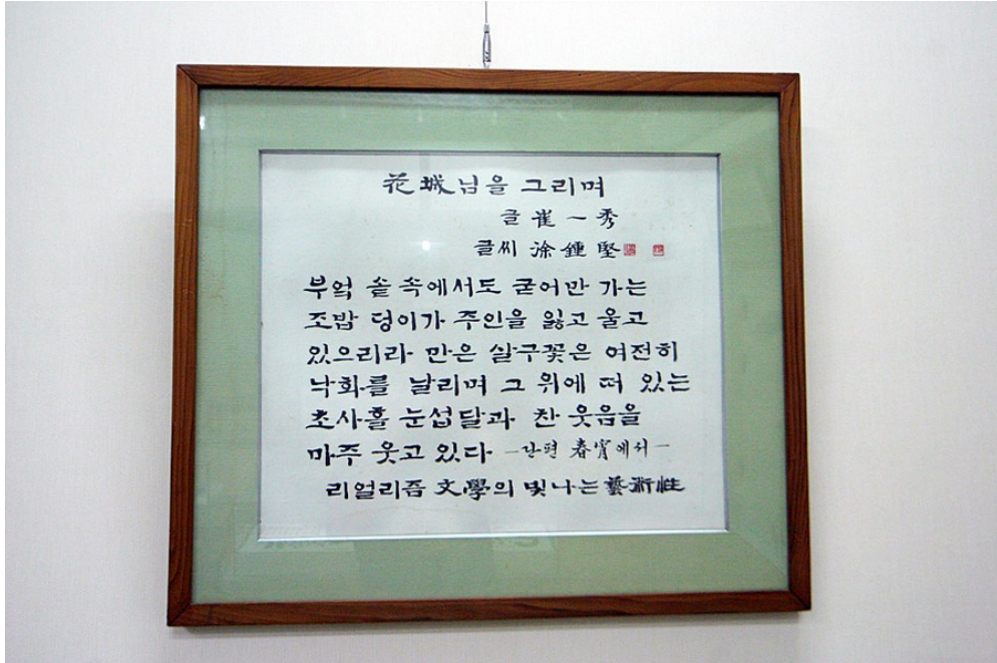 花城님을 그리며
글 崔一秀
글씨 涂鍾堅
부엌 솥 속에서도 굳어만 가는
조밥 덩이가 주인을 잃고 울고
있으리라 만은 살구꽃은 여전히
낙화를 날리며 그 위에 떠 있는
초사흘 눈섭달과 찬 웃음을
마주 웃고 있다 -단편 春宵에서-
리얼리즘 文學의 빛나는 藝術性